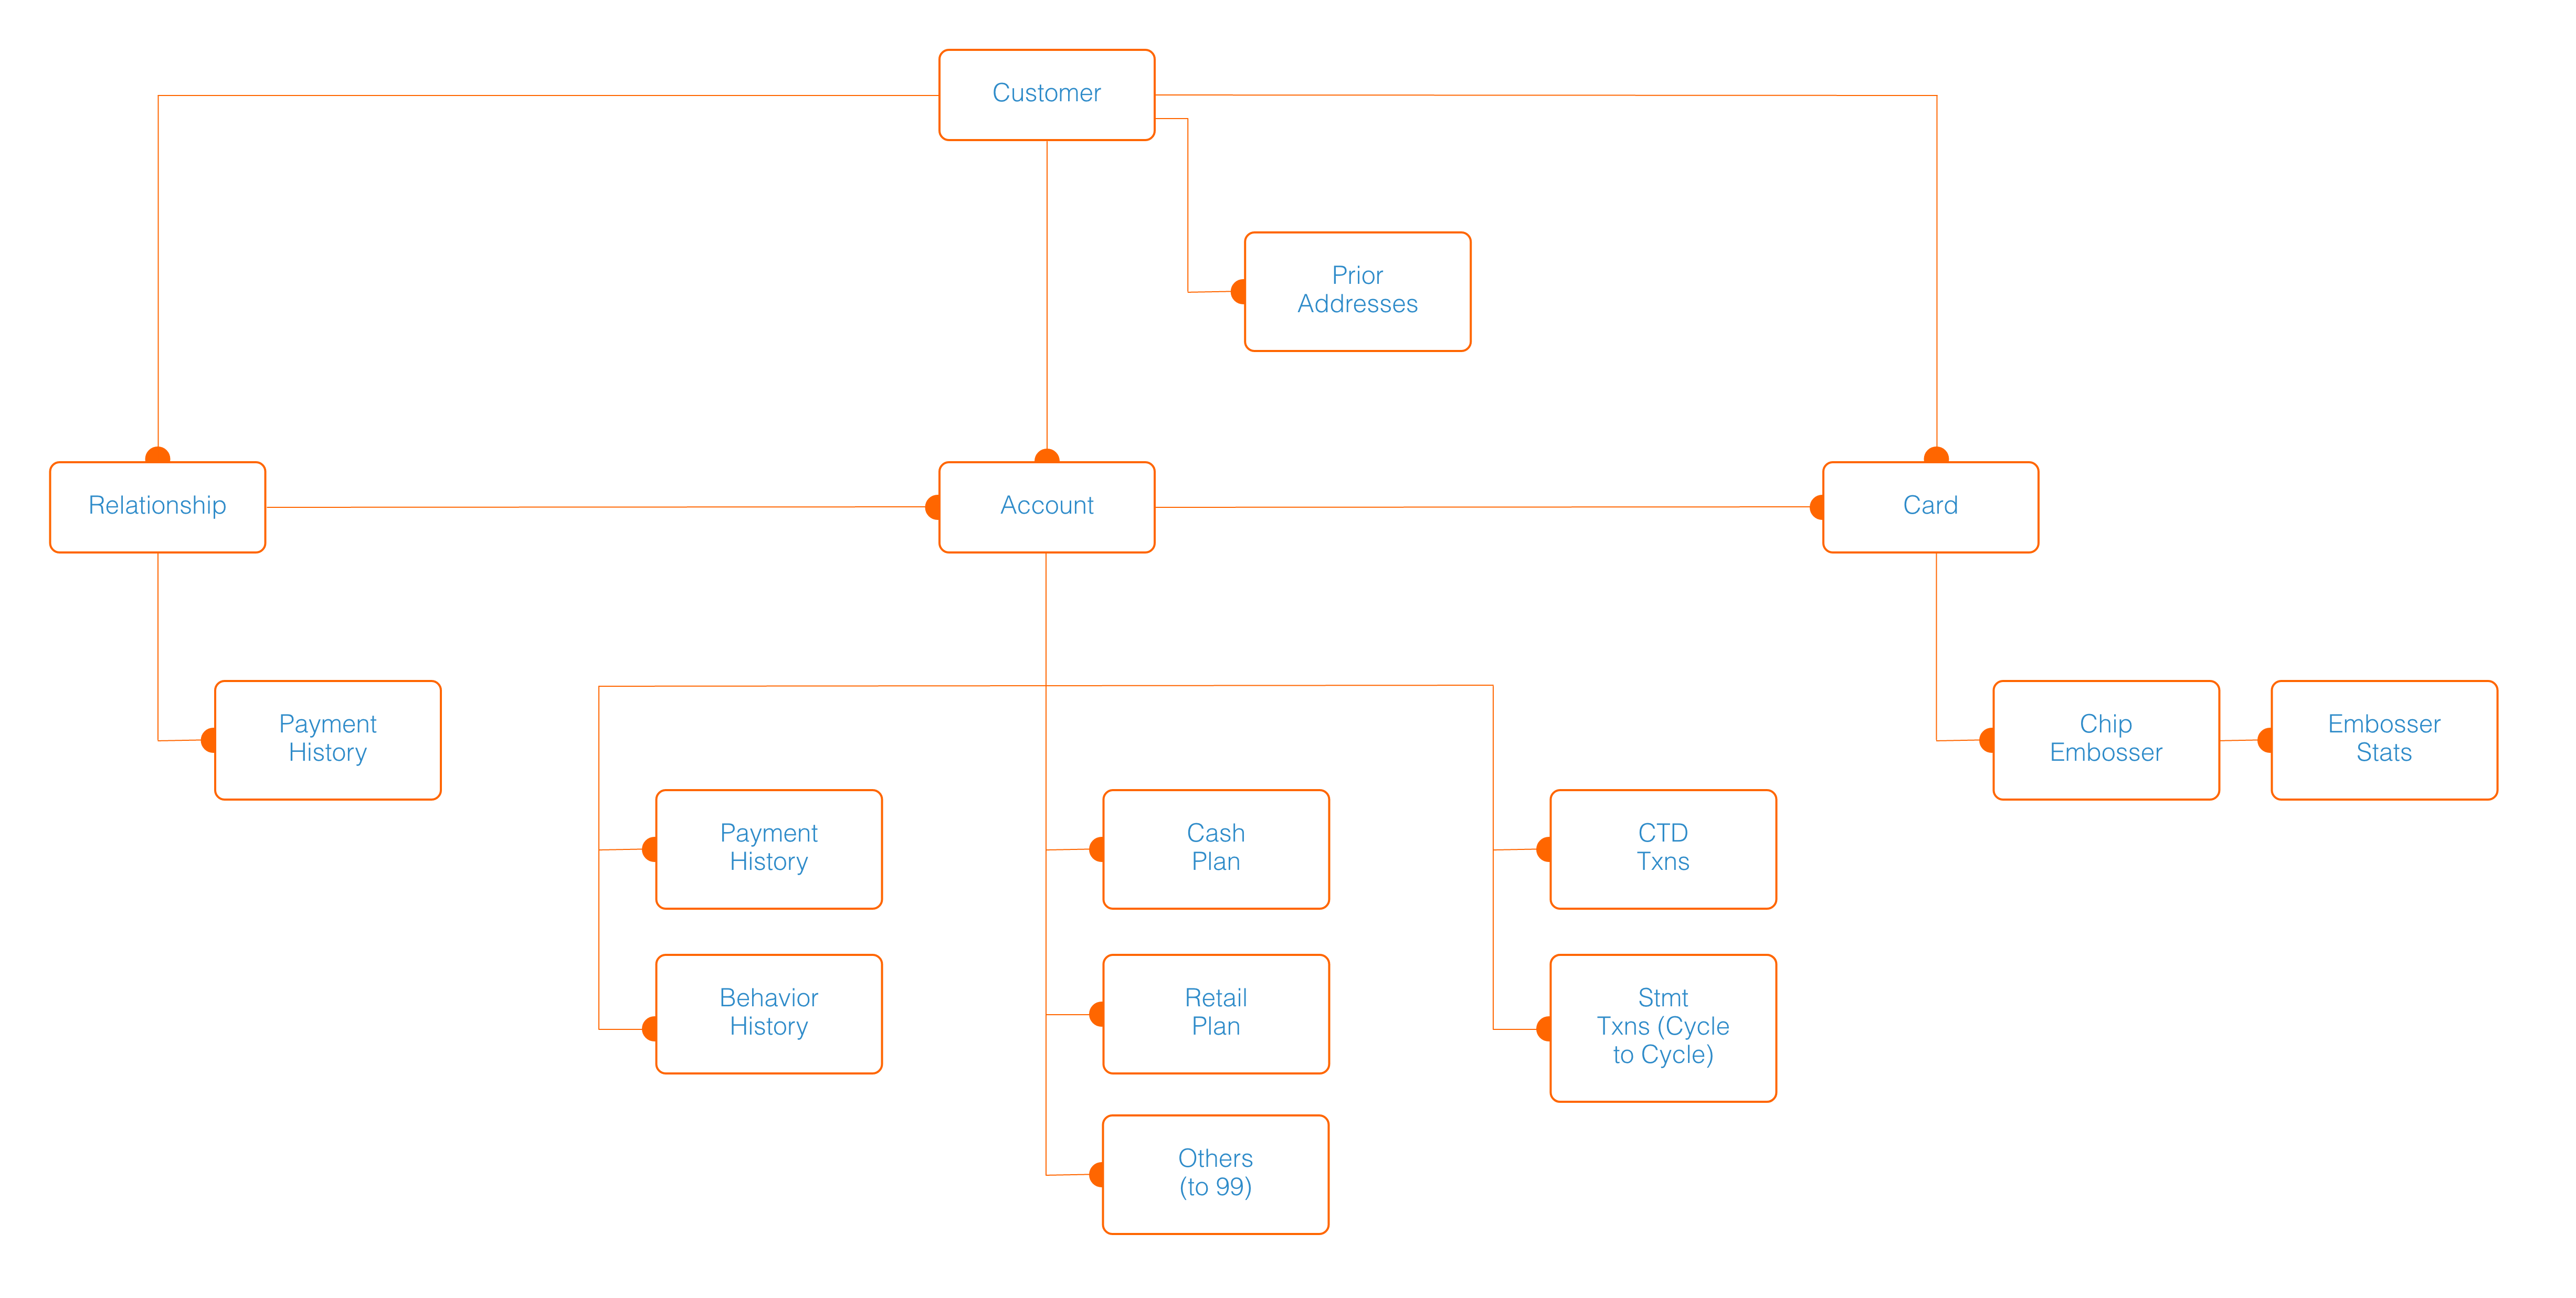 Customer
Prior
Addresses
Relationship
Account
Card
Payment
History
Chip
Embosser
Embosser
Stats
Payment
History
Cash
Plan
CTD
Txns
Behavior
History
Retail
Plan
Stmt
Txns (Cycle
to Cycle)
Others
(to 99)